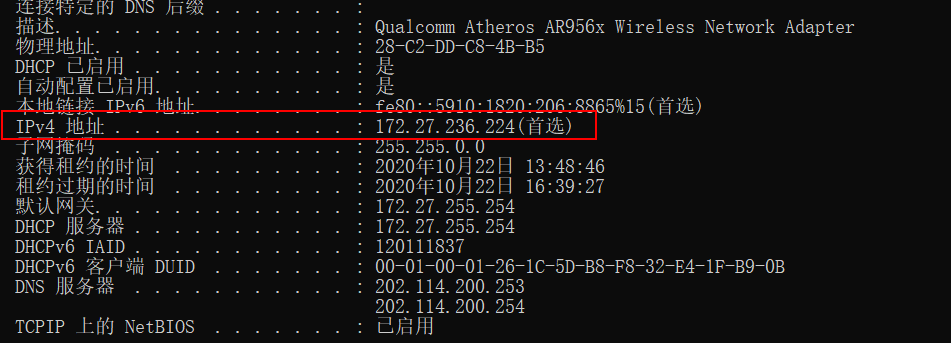 连接特定的 DNS 后缀 . . . . . . . :
描述. . . . . . . . . . . . . . . : Qualcomm Atheros AR956x Wireless Network Adapter
物理地址. . . . . . . . . . . . . : 28-C2-DD-C8-4B-B5
DHCP 已启用 . . . . . . . . . . . : 是
自动配置已启用. . . . . . . . . . : 是
本地链接 IPv6 地址. . . . . . . . : fe80::5910:1820:206:8865%15(首选)
IPv4 地址 . . . . . . . . . . . . : 172.27.236.224(首选)
子网掩码 . . . . . . . . . . . . : 255.255.0.0
获得租约的时间 . . . . . . . . . : 2020年10月22日 13:48:46
租约过期的时间 . . . . . . . . . : 2020年10月22日 16:39:27
默认网关. . . . . . . . . . . . . : 172.27.255.254
DHCP 服务器 . . . . . . . . . . . : 172.27.255.254
DHCPv6 IAID . . . . . . . . . . . : 120111837
DHCPv6 客户端 DUID . . . . . . . : 00-01-00-01-26-1C-5D-B8-F8-32-E4-1F-B9-0B
DNS 服务器 . . . . . . . . . . . : 202.114.200.253
202.114.200.254
TCPIP 上的 NetBIOS . . . . . . . : 已启用